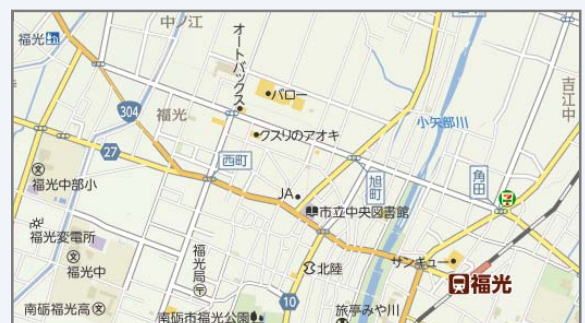 中ノ江
福光
オートバックス
吉江中
バロー
304
福光
小矢部川
クスリのアオキ
27
西町
福光中部小
旭町
角田
7
JA
市立中央図書館
福光変電所
福光局
サンキュー
福光中
北陸
福光
10
南砺福光高
南砺市福光公園
旅亭みや川